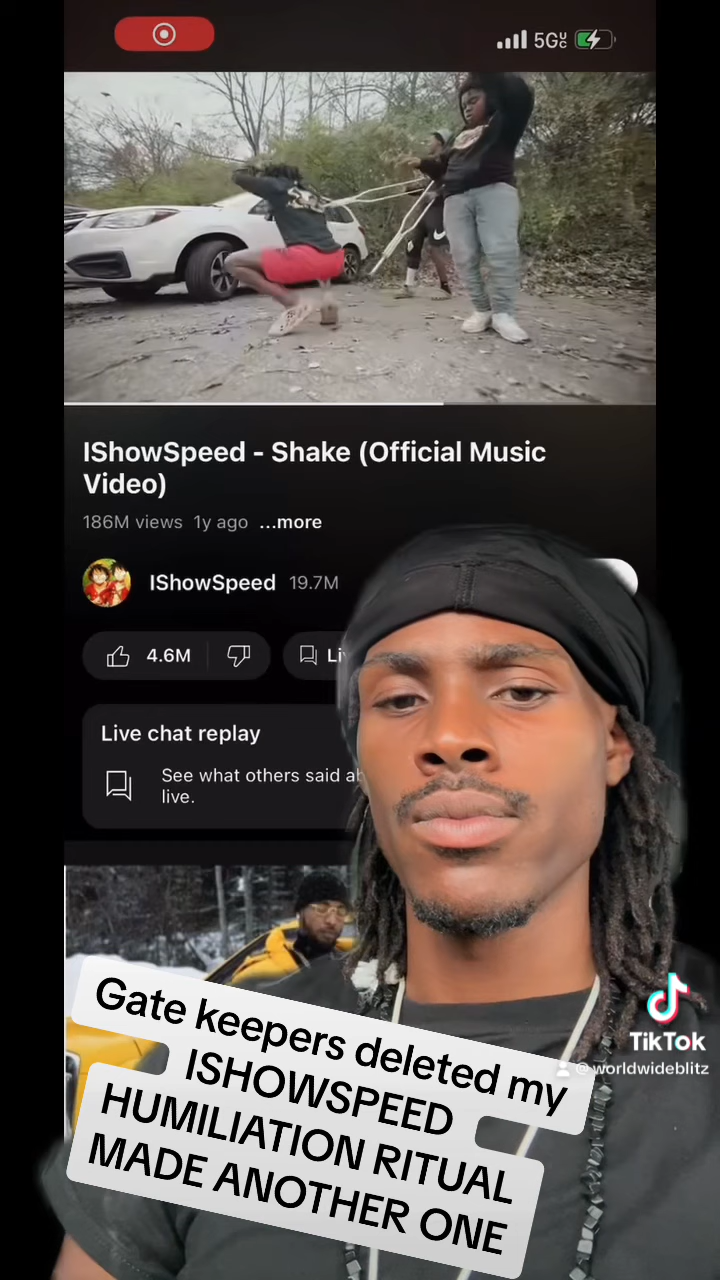 5G UC
IShowSpeed - Shake (Official Music
Video)
186M views 1y ago ...more
IShowSpeed 19.7M
4.6M
Live chat replay
See what others said
live.
Gate keepers deleted my
ISHOWSPEED
HUMILIATION RITUAL
MADE ANOTHER ONE
TikTok
@worldwideblitz